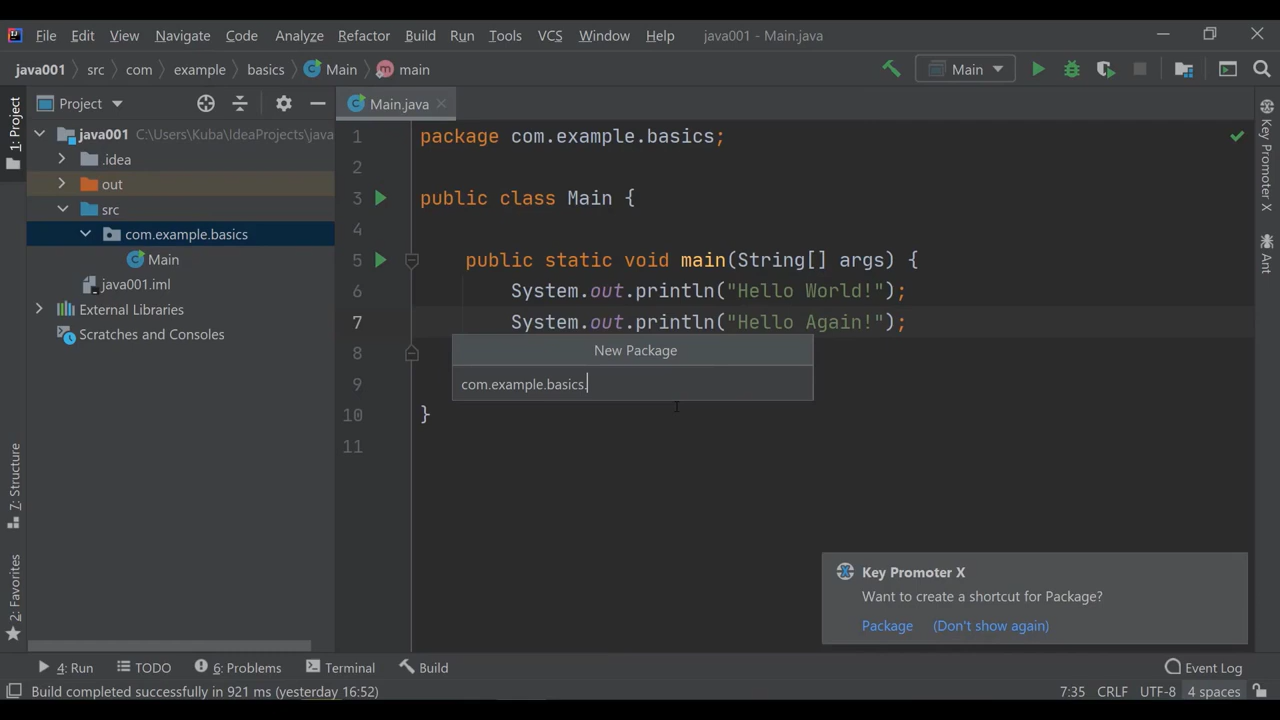 File Edit View Navigate Code Analyze Refactor Build Run Tools VCS Window Help java001 - Main.java
java001 src com example basics Main main Main
1: Project
Project
Main.java
java001 C:\Users\Kuba\IdeaProjects\java
.idea
out
src
com.example.basics
Main
java001.iml
External Libraries
Scratches and Consoles
1 package com.example.basics;
2
3 public class Main {
4
5 public static void main(String[] args) {
6 System.out.println("Hello World!");
7 System.out.println("Hello Again!");
8
9
10 }
11
New Package
com.example.basics.
Key Promoter X
Ant
7: Structure
2: Favorites
Key Promoter X
Want to create a shortcut for Package?
Package (Don't show again)
4: Run TODO 6: Problems Terminal Build Event Log
Build completed successfully in 921 ms (yesterday 16:52) 7:35 CRLF UTF-8 4 spaces